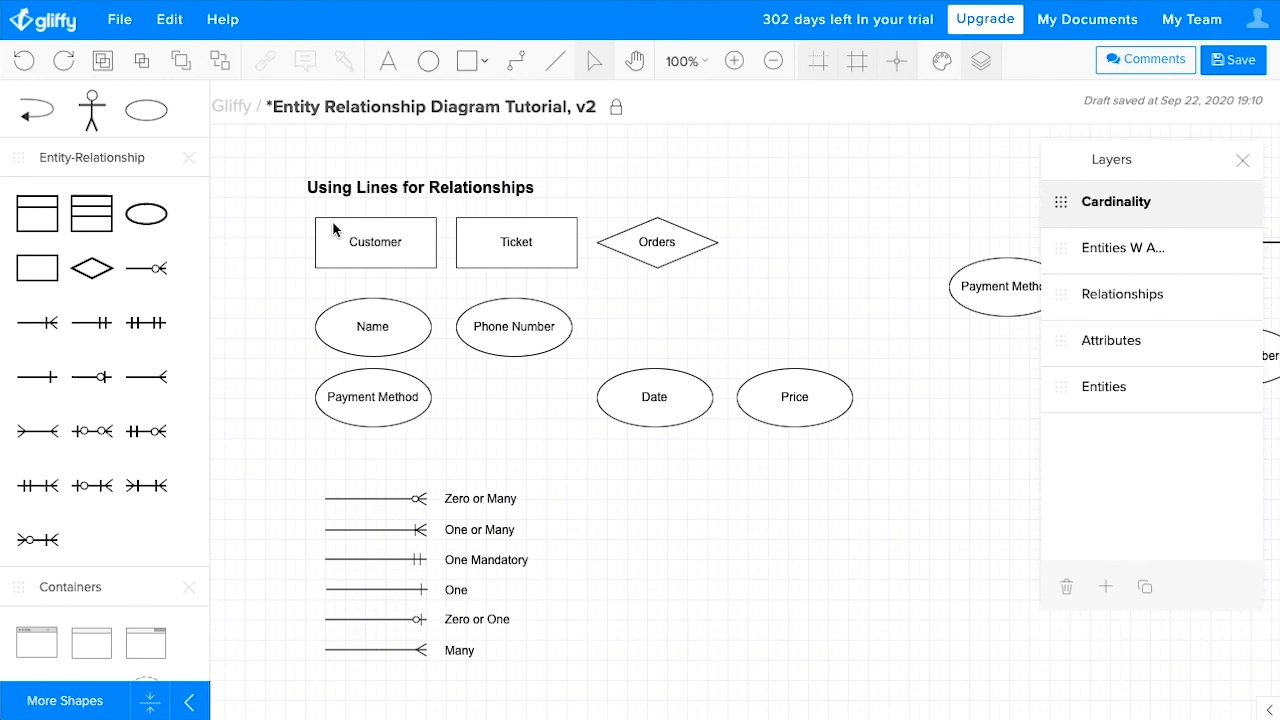 gliffy File Edit Help 302 days left In your trial Upgrade My Documents My Team
100% Comments Save
Gliffy / *Entity Relationship Diagram Tutorial, v2 Draft saved at Sep 22, 2020 19:10
Entity-Relationship
Layers
Using Lines for Relationships
Cardinality
Customer Ticket Orders
Entities W A...
Payment Metho
Relationships
Name Phone Number
Attributes
ber
Payment Method Date Price
Entities
Zero or Many
One or Many
One Mandatory
One
Zero or One
Many
Containers
More Shapes